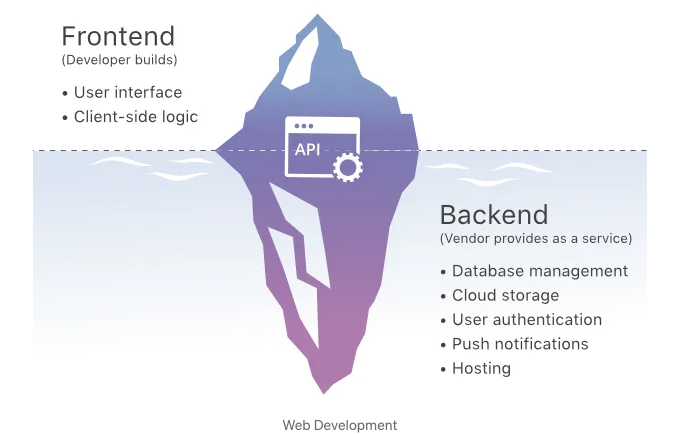 Frontend
(Developer builds)
• User interface
• Client-side logic
API
Backend
(Vendor provides as a service)
• Database management
• Cloud storage
• User authentication
• Push notifications
• Hosting
Web Development